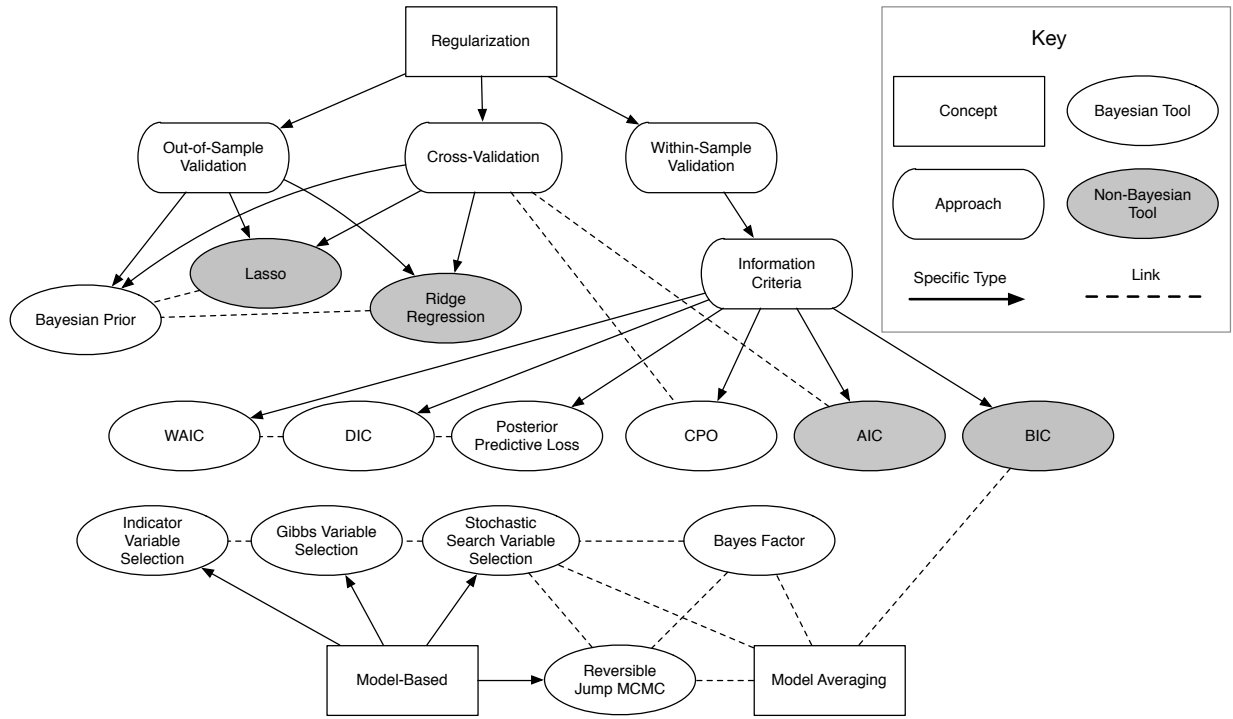 Regularization
Key
Concept
Bayesian Tool
Out-of-Sample
Validation
Cross-Validation
Within-Sample
Validation
Approach
Non-Bayesian
Tool
Lasso
Information
Criteria
Specific Type
Link
Bayesian Prior
Ridge
Regression
WAIC
DIC
Posterior
Predictive Loss
CPO
AIC
BIC
Indicator
Variable
Selection
Gibbs Variable
Selection
Stochastic
Search Variable
Selection
Bayes Factor
Model-Based
Reversible
Jump MCMC
Model Averaging